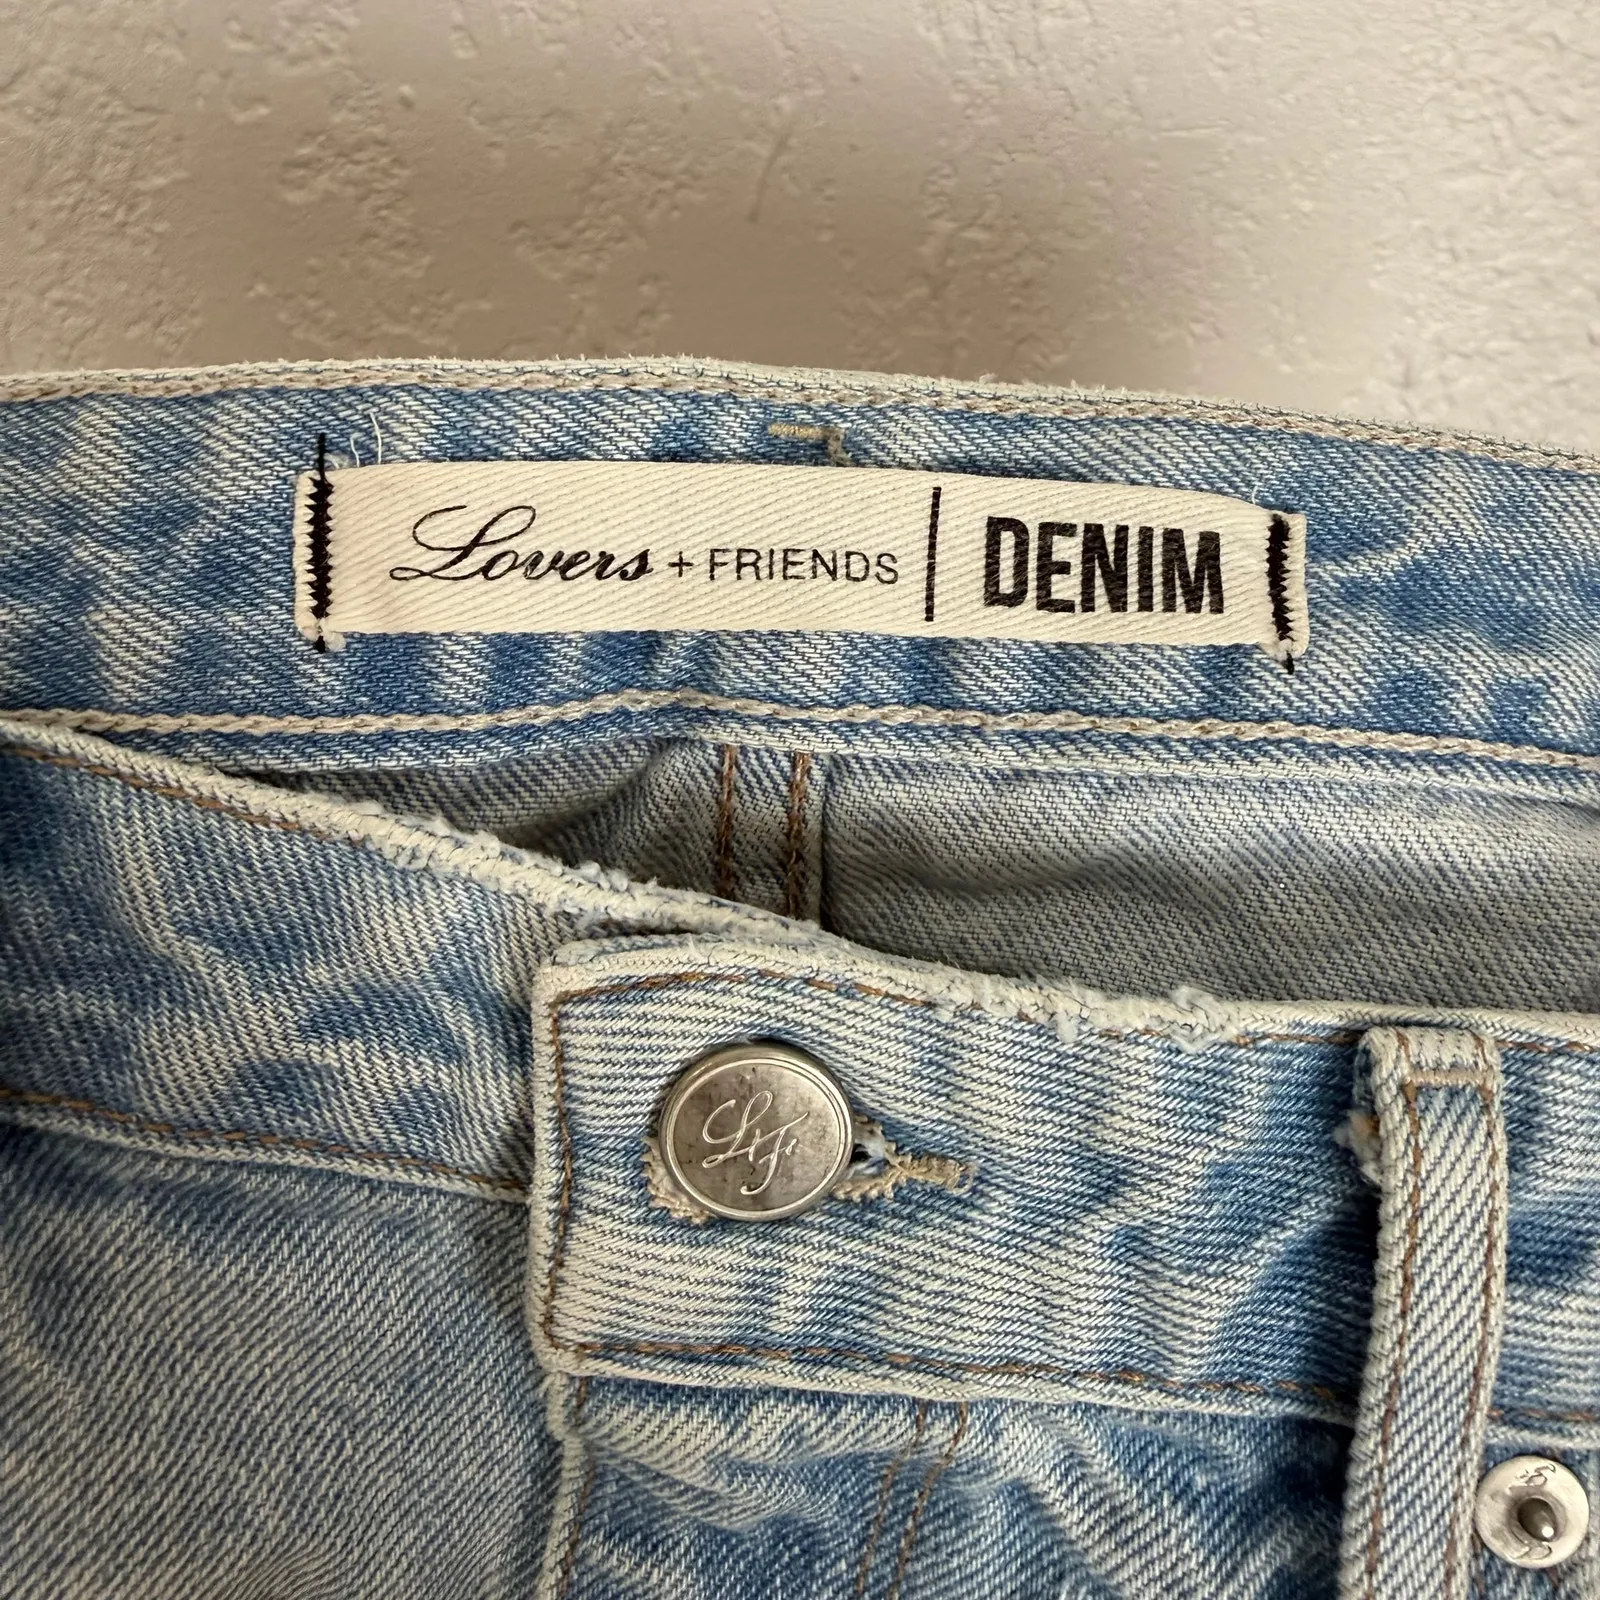 Lovers + FRIENDS | DENIM
L+F